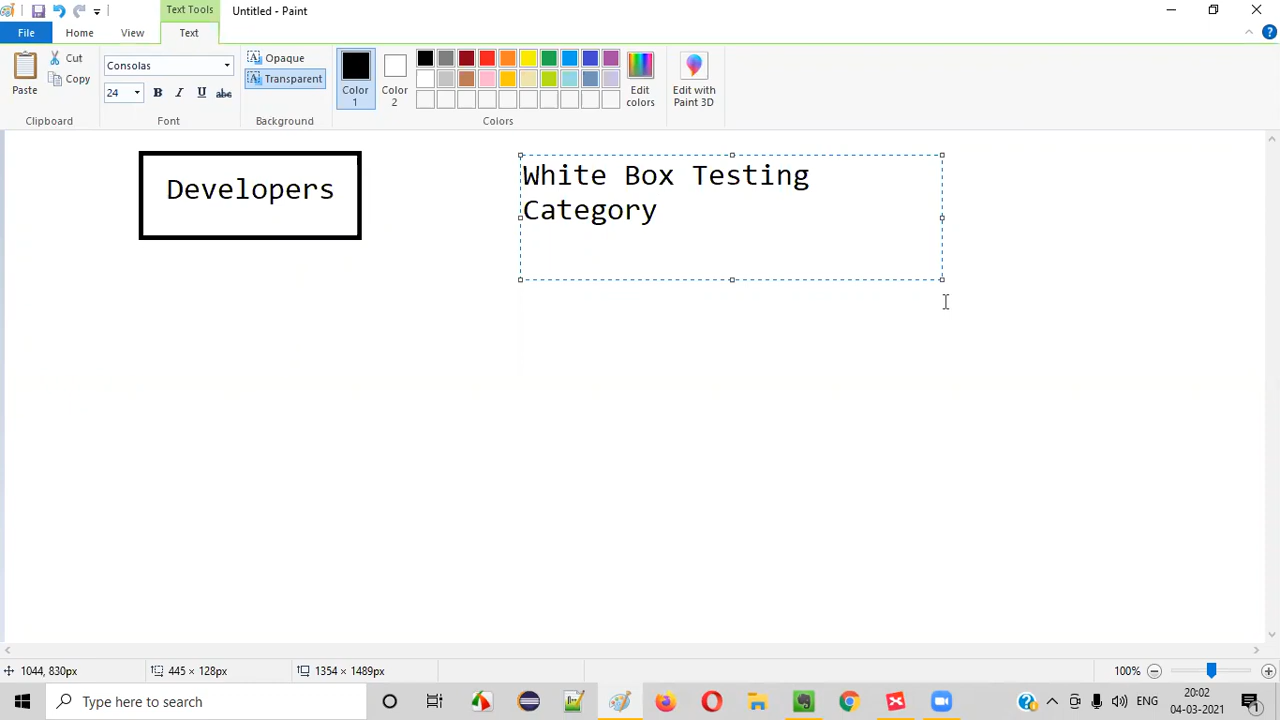 Text Tools
Untitled - Paint
File
Home
View
Text
Paste
Cut
Copy
Clipboard
Consolas
24
B I U abc
Font
Opaque
Transparent
Background
Color 1
Color 2
Edit colors
Colors
Edit with Paint 3D
Developers
White Box Testing
Category
1044, 830px
445 × 128px
1354 × 1489px
100%
Type here to search
ENG
20:02
04-03-2021